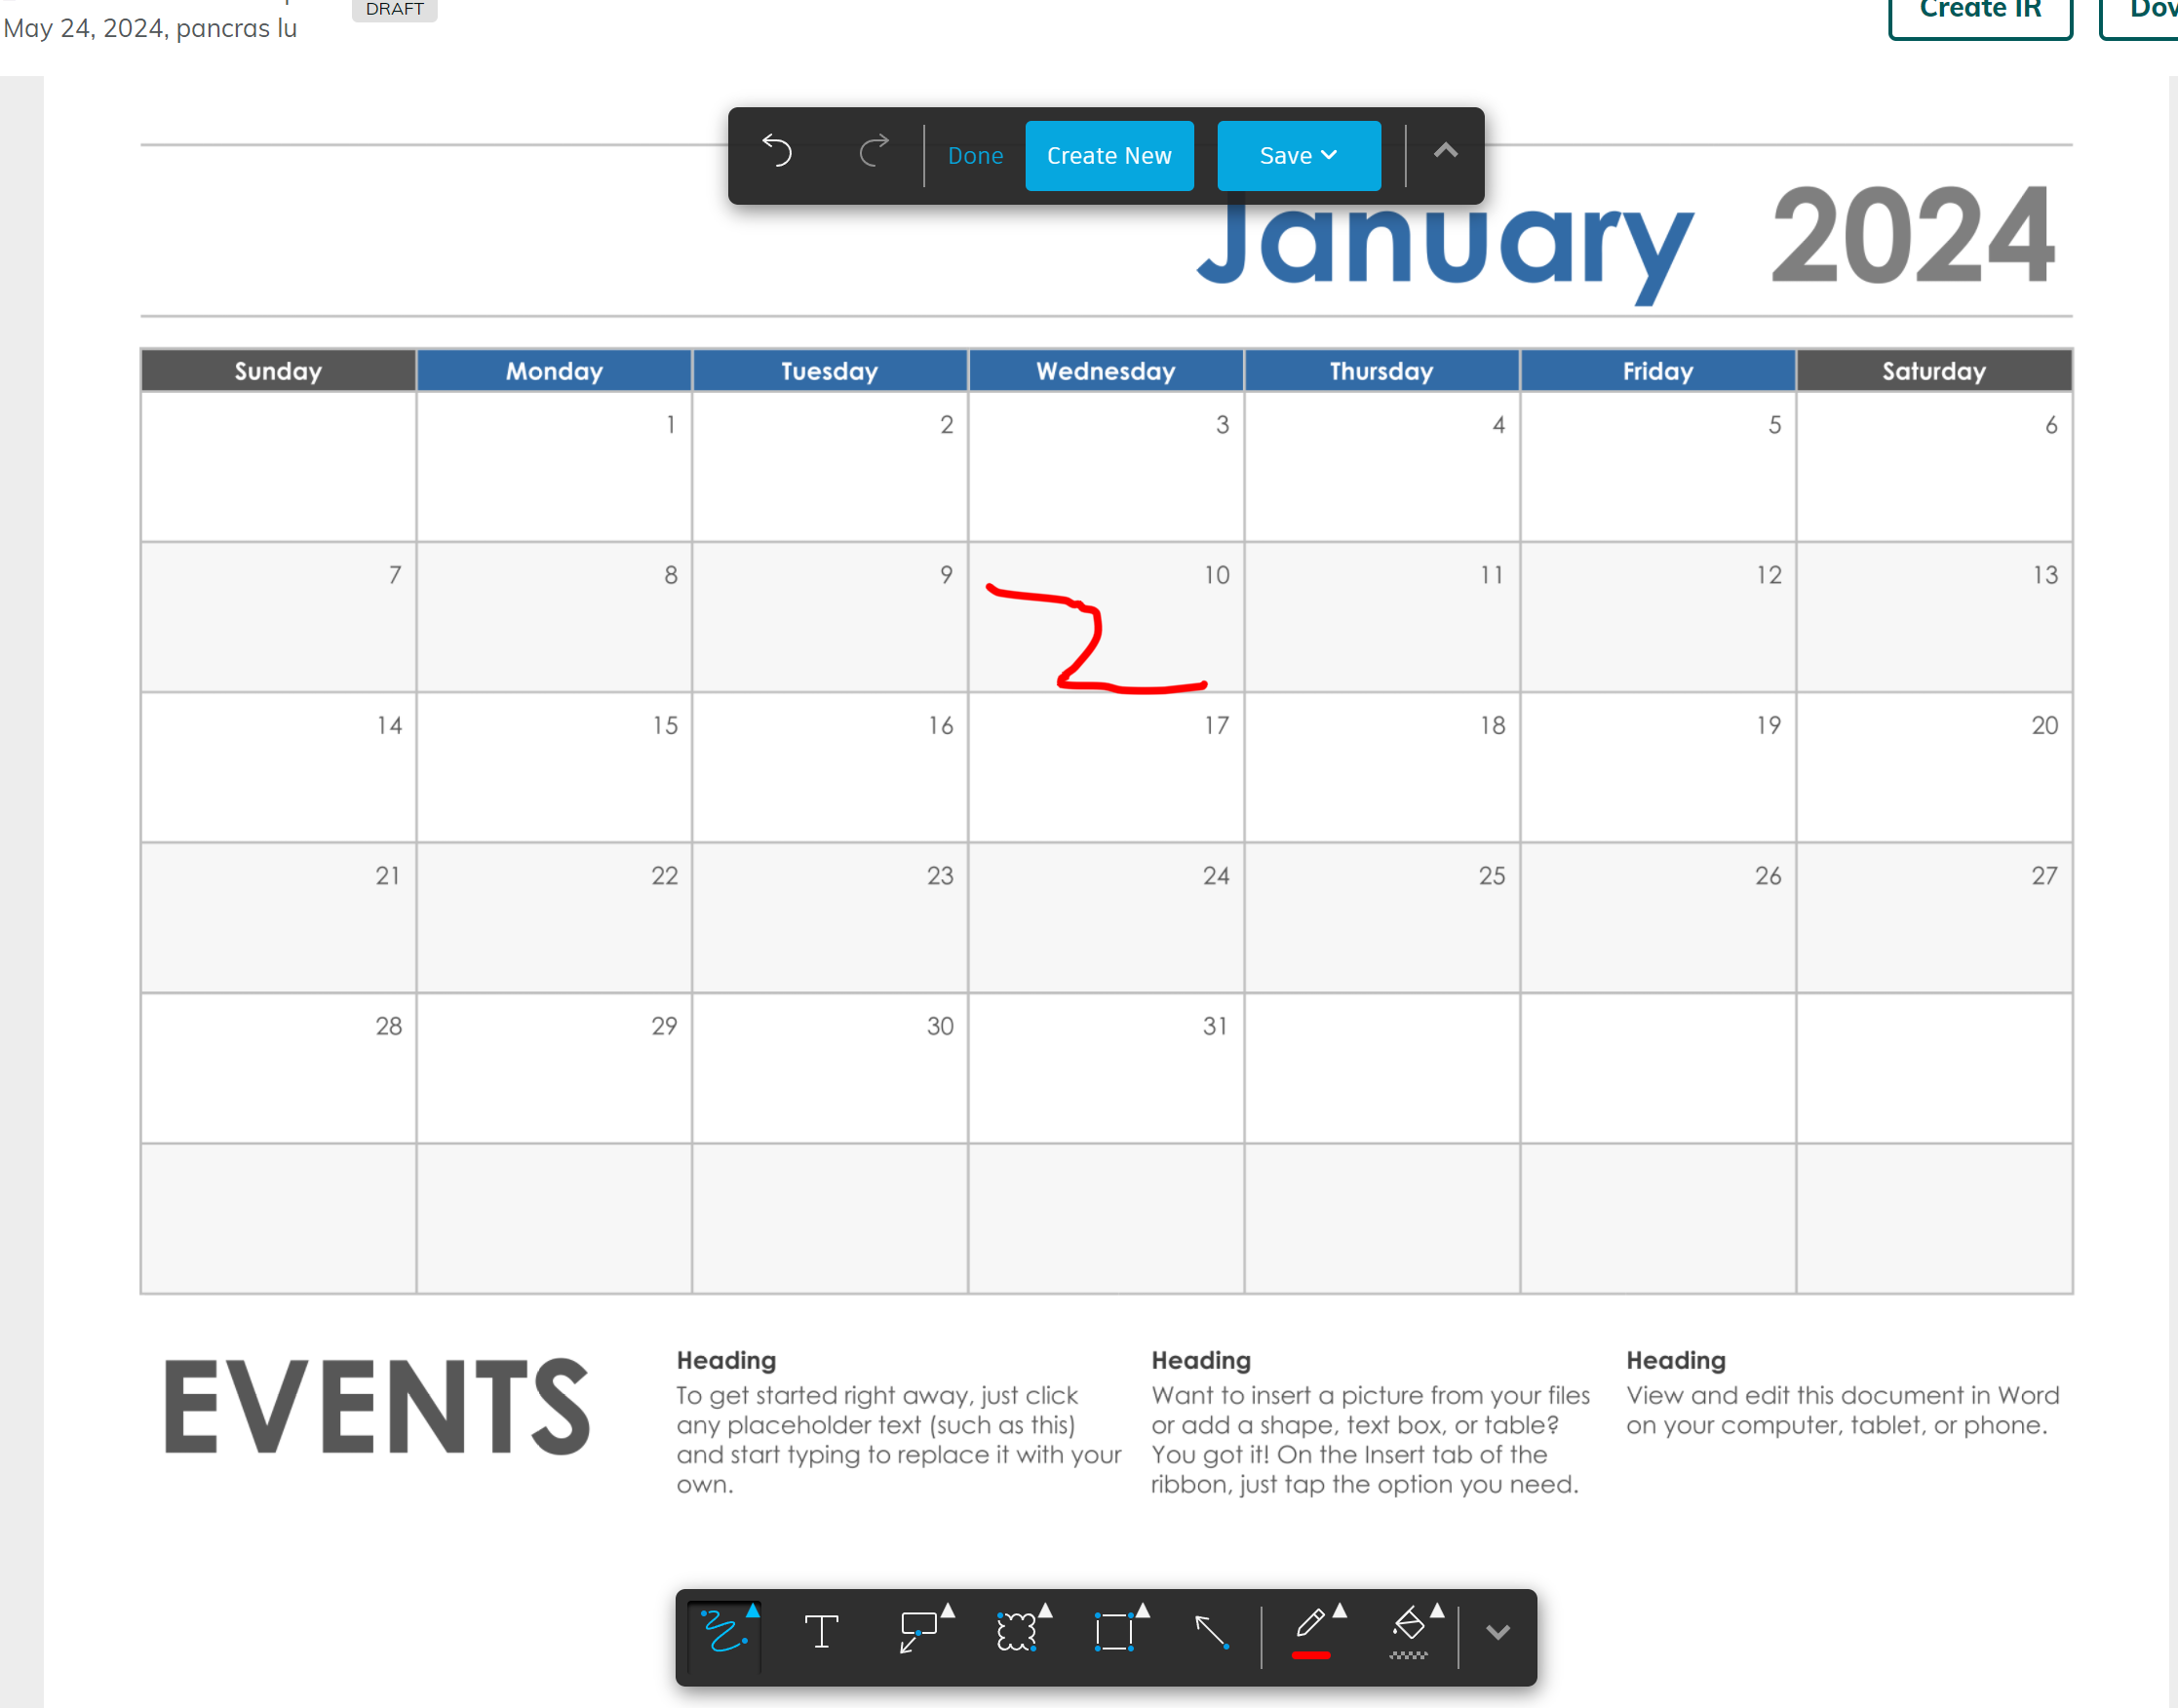 DRAFT
May 24, 2024, pancras lu
Create IR
Done
Create New
Save
January 2024
Sunday Monday Tuesday Wednesday Thursday Friday Saturday
1 2 3 4 5 6
7 8 9 10 11 12 13
2
14 15 16 17 18 19 20
21 22 23 24 25 26 27
28 29 30 31
EVENTS
Heading
To get started right away, just click
any placeholder text (such as this)
and start typing to replace it with your
own.
Heading
Want to insert a picture from your files
or add a shape, text box, or table?
You got it! On the Insert tab of the
ribbon, just tap the option you need.
Heading
View and edit this document in Word
on your computer, tablet, or phone.